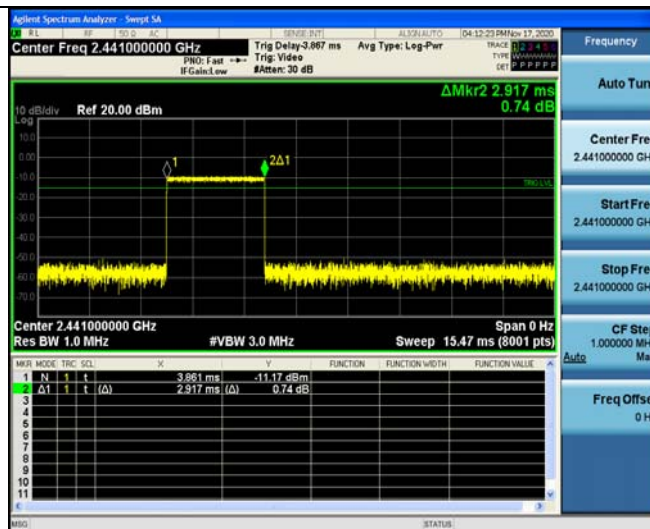 Agilent Spectrum Analyzer - Swept SA
RL RF 50 Ω AC SENSE:INT ALIGN AUTO 04:12:23 PM Nov 17, 2020
Center Freq 2.441000000 GHz
PNO: Fast
IFGain:Low
Trig Delay-3.867 ms
Trig: Video
#Atten: 30 dB
Avg Type: Log-Pwr
TRACE 1 2 3 4 5 6
TYPE
DET P P P P P P
ΔMkr2 2.917 ms
0.74 dB
10 dB/div Ref 20.00 dBm
Log
10.0
0.00
-10.0
-20.0
-30.0
-40.0
-50.0
-60.0
-70.0
1
2Δ1
TRIG LVL
Center 2.441000000 GHz Span 0 Hz
Res BW 1.0 MHz #VBW 3.0 MHz Sweep 15.47 ms (8001 pts)
MKR MODE TRC SCL X Y FUNCTION FUNCTION WIDTH FUNCTION VALUE
1 N 1 t 3.861 ms -11.17 dBm
2 Δ1 1 t (Δ) 2.917 ms (Δ) 0.74 dB
3
4
5
6
7
8
9
10
11
MSG STATUS
Frequency
Auto Tun
Center Fre
2.441000000 GH
Start Fre
2.441000000 GH
Stop Fre
2.441000000 GH
CF Ste
1.000000 MH
Auto Ma
Freq Offse
0 H